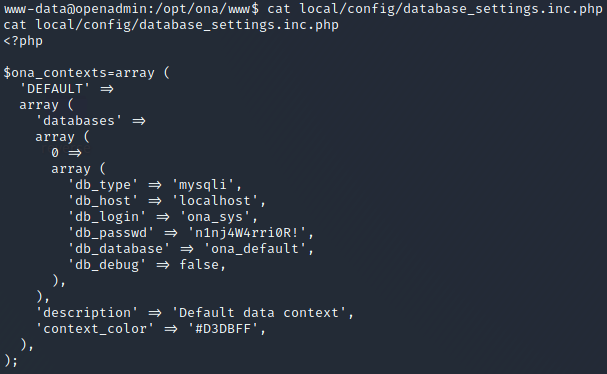 www-data@openadmin:/opt/ona/www$ cat local/config/database_settings.inc.php
cat local/config/database_settings.inc.php
<?php

$ona_contexts=array (
  'DEFAULT' =>
  array (
    'databases' =>
    array (
      0 =>
      array (
        'db_type' => 'mysqli',
        'db_host' => 'localhost',
        'db_login' => 'ona_sys',
        'db_passwd' => 'n1nj4W4rri0R!',
        'db_database' => 'ona_default',
        'db_debug' => false,
      ),
    ),
    'description' => 'Default data context',
    'context_color' => '#D3DBFF',
  ),
);